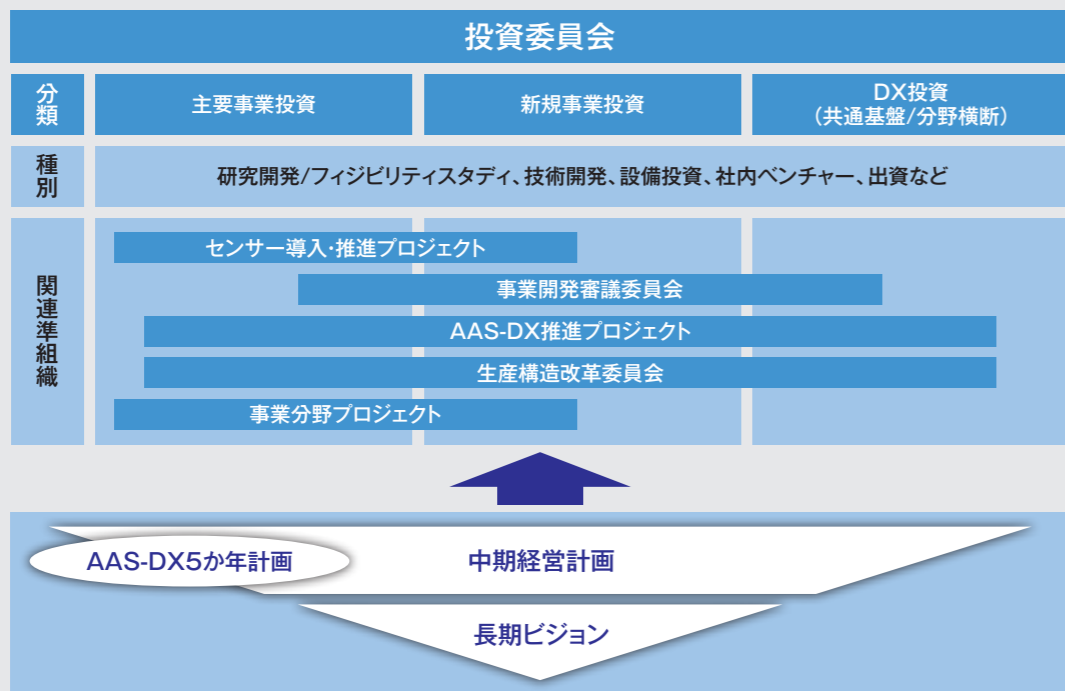 投資委員会
分類
主要事業投資
新規事業投資
DX投資
（共通基盤/分野横断）
種別
研究開発/フィジビリティスタディ、技術開発、設備投資、社内ベンチャー、出資など
関連準組織
センサー導入・推進プロジェクト
事業開発審議委員会
AAS-DX推進プロジェクト
生産構造改革委員会
事業分野プロジェクト
AAS-DX5か年計画
中期経営計画
長期ビジョン